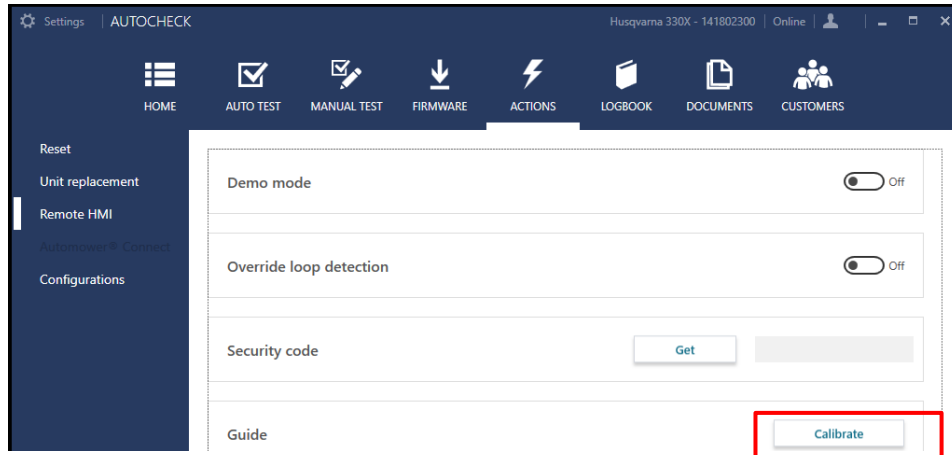 Settings | AUTOCHECK Husqvarna 330X - 141802300 | Online
HOME AUTO TEST MANUAL TEST FIRMWARE ACTIONS LOGBOOK DOCUMENTS CUSTOMERS
Reset
Unit replacement
Remote HMI
Automower® Connect
Configurations
Demo mode Off
Override loop detection Off
Security code Get
Guide Calibrate